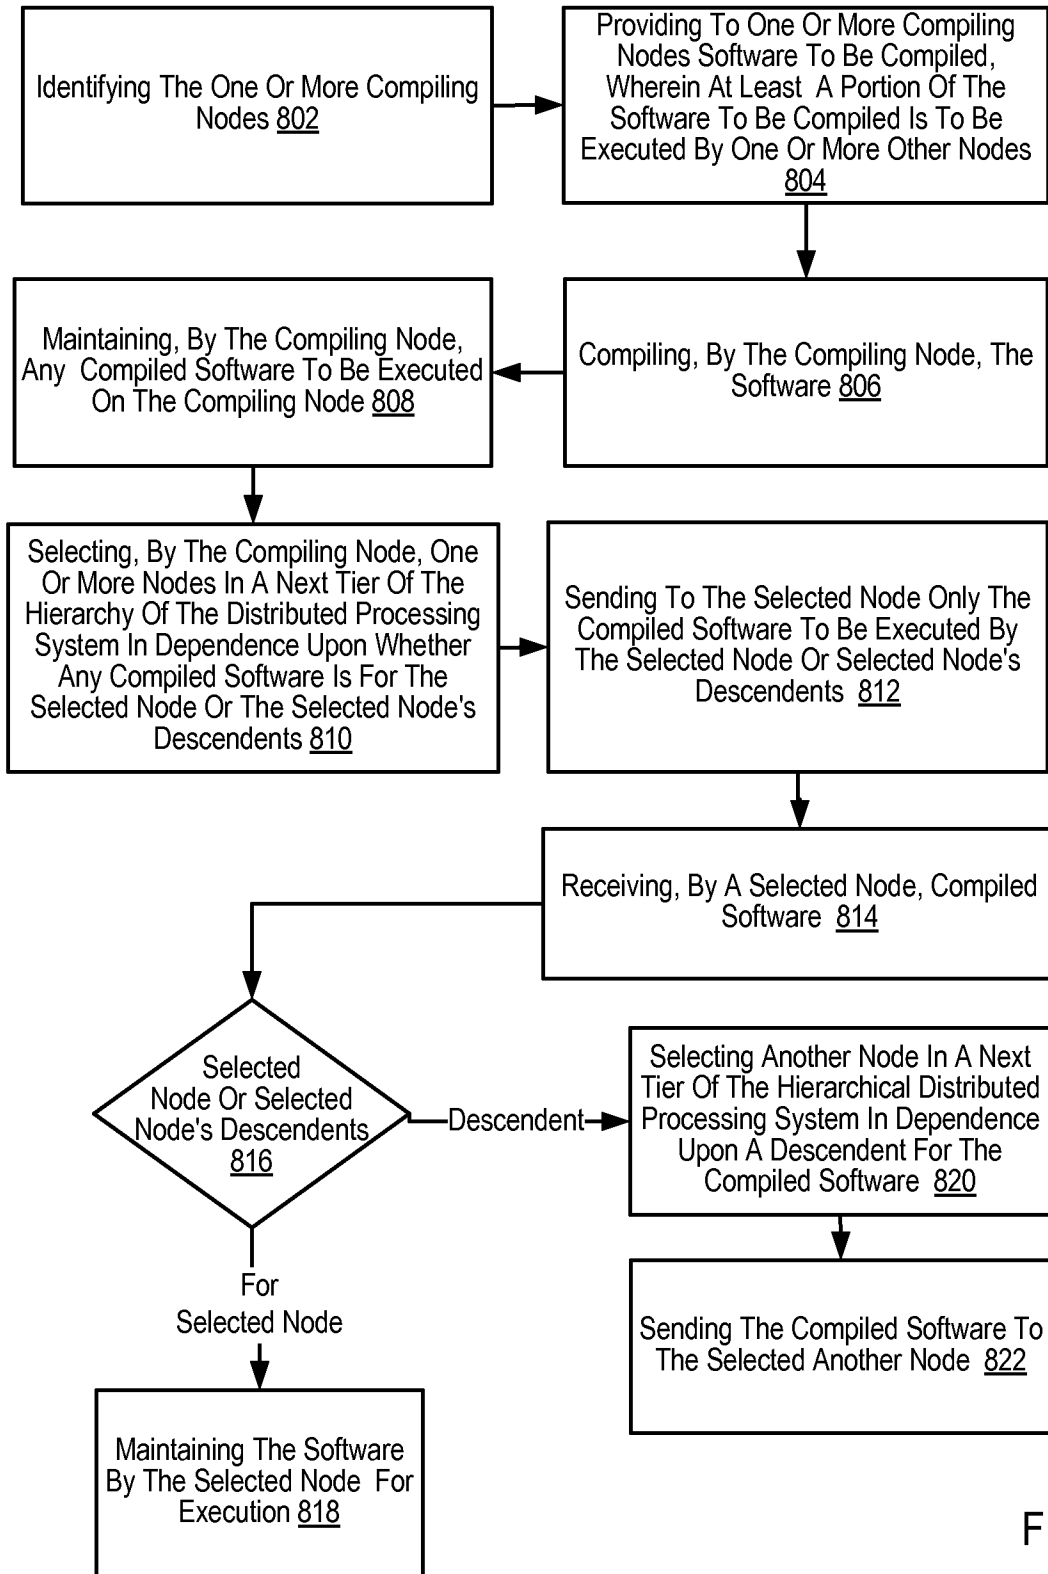 Identifying The One Or More Compiling
Nodes 802
Providing To One Or More Compiling
Nodes Software To Be Compiled,
Wherein At Least A Portion Of The
Software To Be Compiled Is To Be
Executed By One Or More Other Nodes
804
Compiling, By The Compiling Node, The
Software 806
Maintaining, By The Compiling Node,
Any Compiled Software To Be Executed
On The Compiling Node 808
Selecting, By The Compiling Node, One
Or More Nodes In A Next Tier Of The
Hierarchy Of The Distributed Processing
System In Dependence Upon Whether
Any Compiled Software Is For The
Selected Node Or The Selected Node's
Descendents 810
Sending To The Selected Node Only The
Compiled Software To Be Executed By
The Selected Node Or Selected Node's
Descendents 812
Receiving, By A Selected Node, Compiled
Software 814
Selected
Node Or Selected
Node's Descendents
816
Descendent
Selecting Another Node In A Next
Tier Of The Hierarchical Distributed
Processing System In Dependence
Upon A Descendent For The
Compiled Software 820
Sending The Compiled Software To
The Selected Another Node 822
For
Selected Node
Maintaining The Software
By The Selected Node For
Execution 818
F